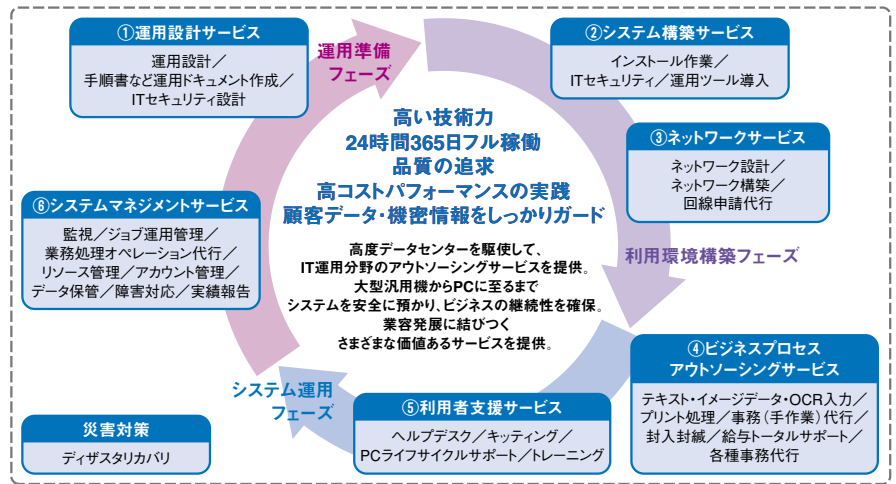 ①運用設計サービス
運用設計／
手順書など運用ドキュメント作成／
ITセキュリティ設計
運用準備
フェーズ
②システム構築サービス
インストール作業／
ITセキュリティ／運用ツール導入
高い技術力
24時間365日フル稼働
品質の追求
高コストパフォーマンスの実践
顧客データ・機密情報をしっかりガード
③ネットワークサービス
ネットワーク設計／
ネットワーク構築／
回線申請代行
⑥システムマネジメントサービス
監視／ジョブ運用管理／
業務処理オペレーション代行／
リソース管理／アカウント管理／
データ保管／障害対応／実績報告
高度データセンターを駆使して、
IT運用分野のアウトソーシングサービスを提供。
大型汎用機からPCに至るまで
システムを安全に預かり、ビジネスの継続性を確保。
業容発展に結びつく
さまざまな価値あるサービスを提供。
利用環境構築フェーズ
④ビジネスプロセス
アウトソーシングサービス
テキスト・イメージデータ・OCR入力／
プリント処理／事務（手作業）代行／
封入封緘／給与トータルサポート／
各種事務代行
システム運用
フェーズ
⑤利用者支援サービス
ヘルプデスク／キッティング／
PCライフサイクルサポート／トレーニング
災害対策
ディザスタリカバリ